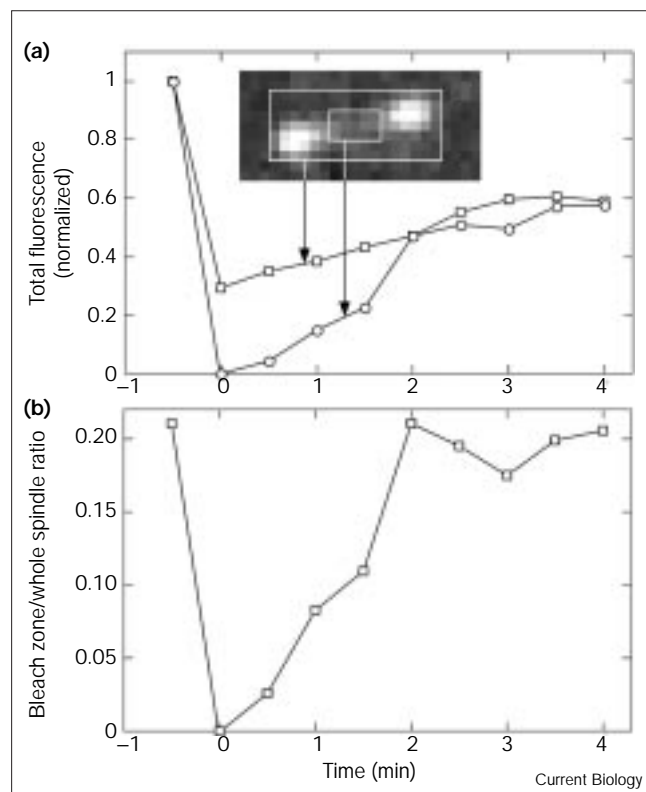 (a)
1
0.8
0.6
0.4
0.2
0
Total fluorescence
(normalized)
−1 0 1 2 3 4
(b)
0.20
0.15
0.10
0.05
0
Bleach zone/whole spindle ratio
−1 0 1 2 3 4
Time (min)
Current Biology